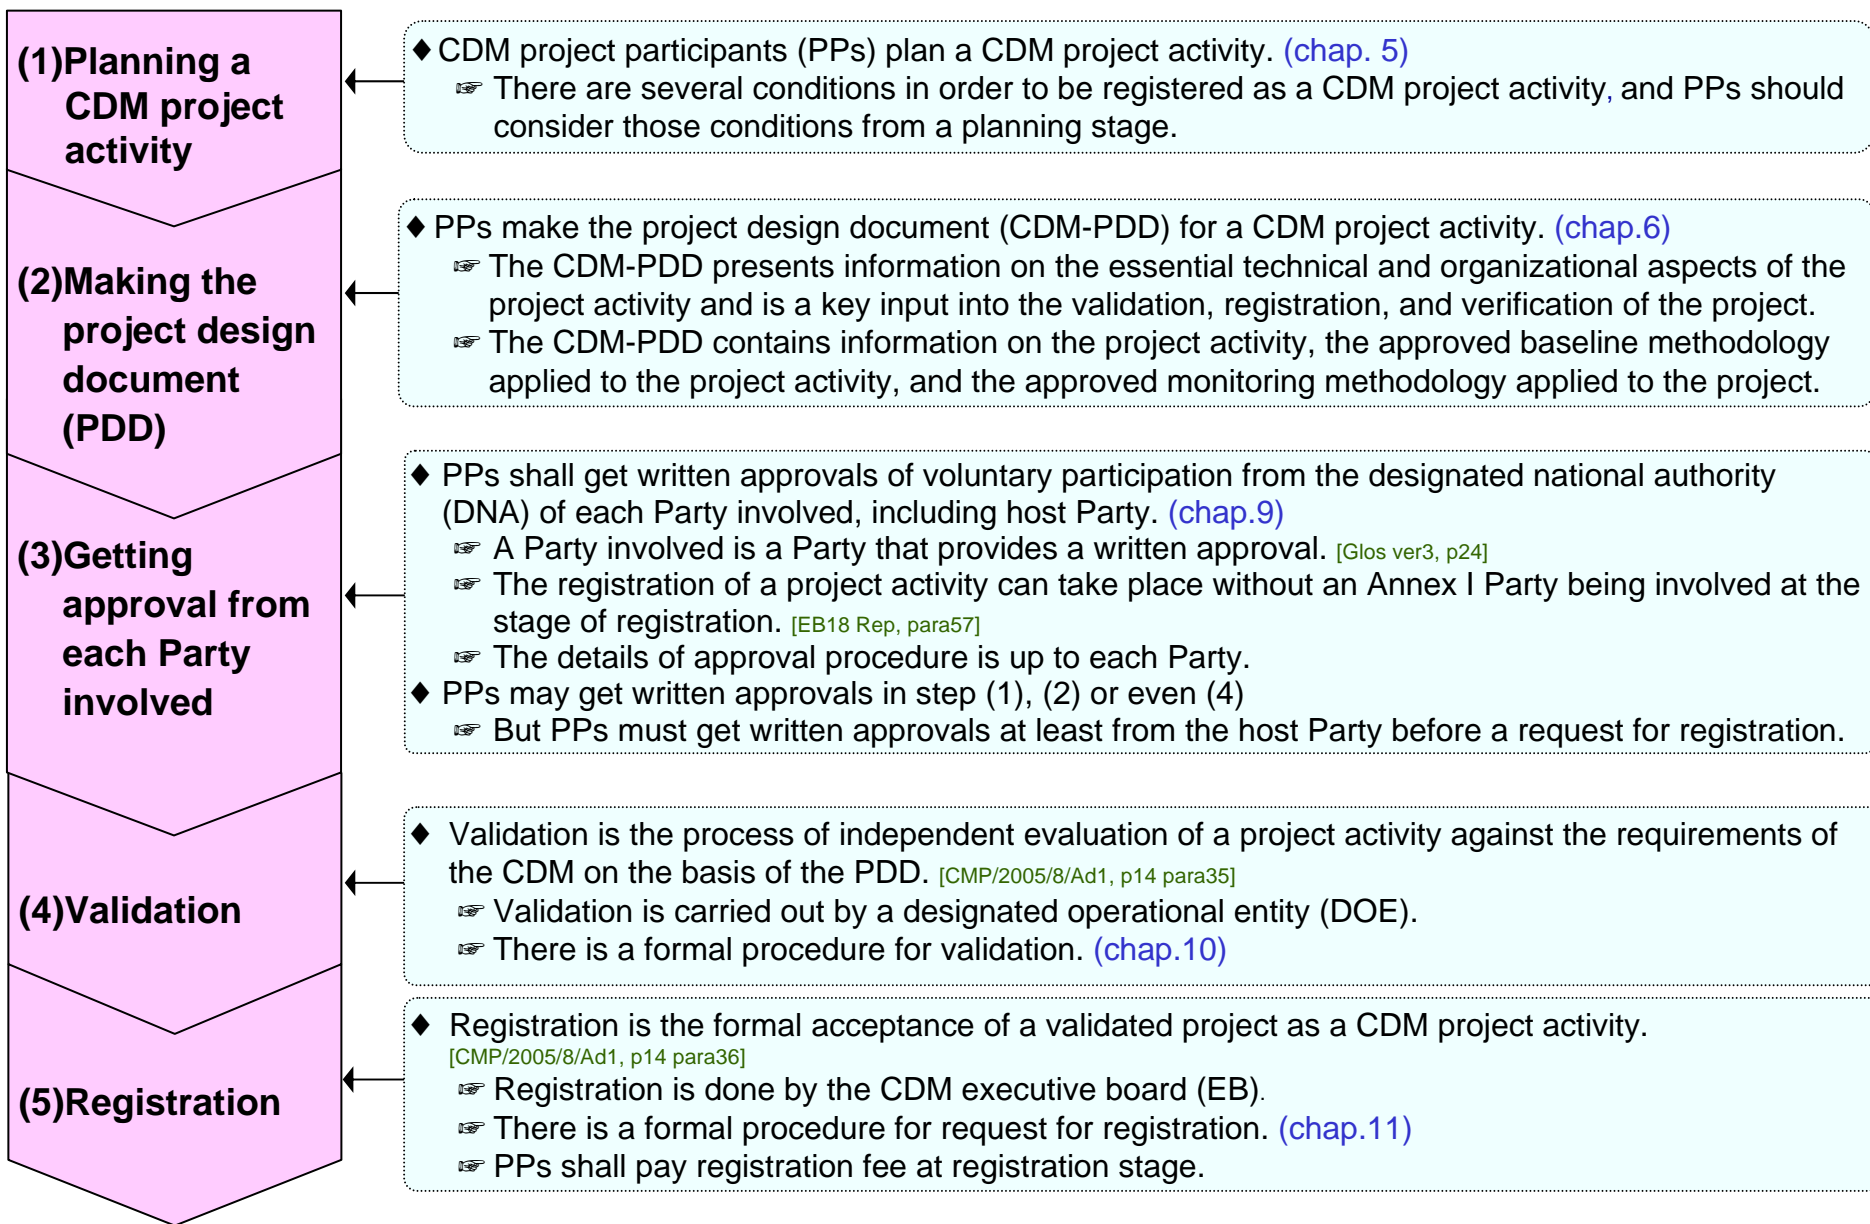 (1)Planning a
CDM project
activity
♦CDM project participants (PPs) plan a CDM project activity. (chap. 5)
☞ There are several conditions in order to be registered as a CDM project activity, and PPs should
consider those conditions from a planning stage.
(2)Making the
project design
document
(PDD)
♦ PPs make the project design document (CDM-PDD) for a CDM project activity. (chap.6)
☞ The CDM-PDD presents information on the essential technical and organizational aspects of the
project activity and is a key input into the validation, registration, and verification of the project.
☞ The CDM-PDD contains information on the project activity, the approved baseline methodology
applied to the project activity, and the approved monitoring methodology applied to the project.
(3)Getting
approval from
each Party
involved
♦ PPs shall get written approvals of voluntary participation from the designated national authority
(DNA) of each Party involved, including host Party. (chap.9)
☞ A Party involved is a Party that provides a written approval. [Glos ver3, p24]
☞ The registration of a project activity can take place without an Annex I Party being involved at the
stage of registration. [EB18 Rep, para57]
☞ The details of approval procedure is up to each Party.
♦ PPs may get written approvals in step (1), (2) or even (4)
☞ But PPs must get written approvals at least from the host Party before a request for registration.
(4)Validation
♦ Validation is the process of independent evaluation of a project activity against the requirements of
the CDM on the basis of the PDD. [CMP/2005/8/Ad1, p14 para35]
☞ Validation is carried out by a designated operational entity (DOE).
☞ There is a formal procedure for validation. (chap.10)
(5)Registration
♦ Registration is the formal acceptance of a validated project as a CDM project activity.
[CMP/2005/8/Ad1, p14 para36]
☞ Registration is done by the CDM executive board (EB).
☞ There is a formal procedure for request for registration. (chap.11)
☞ PPs shall pay registration fee at registration stage.